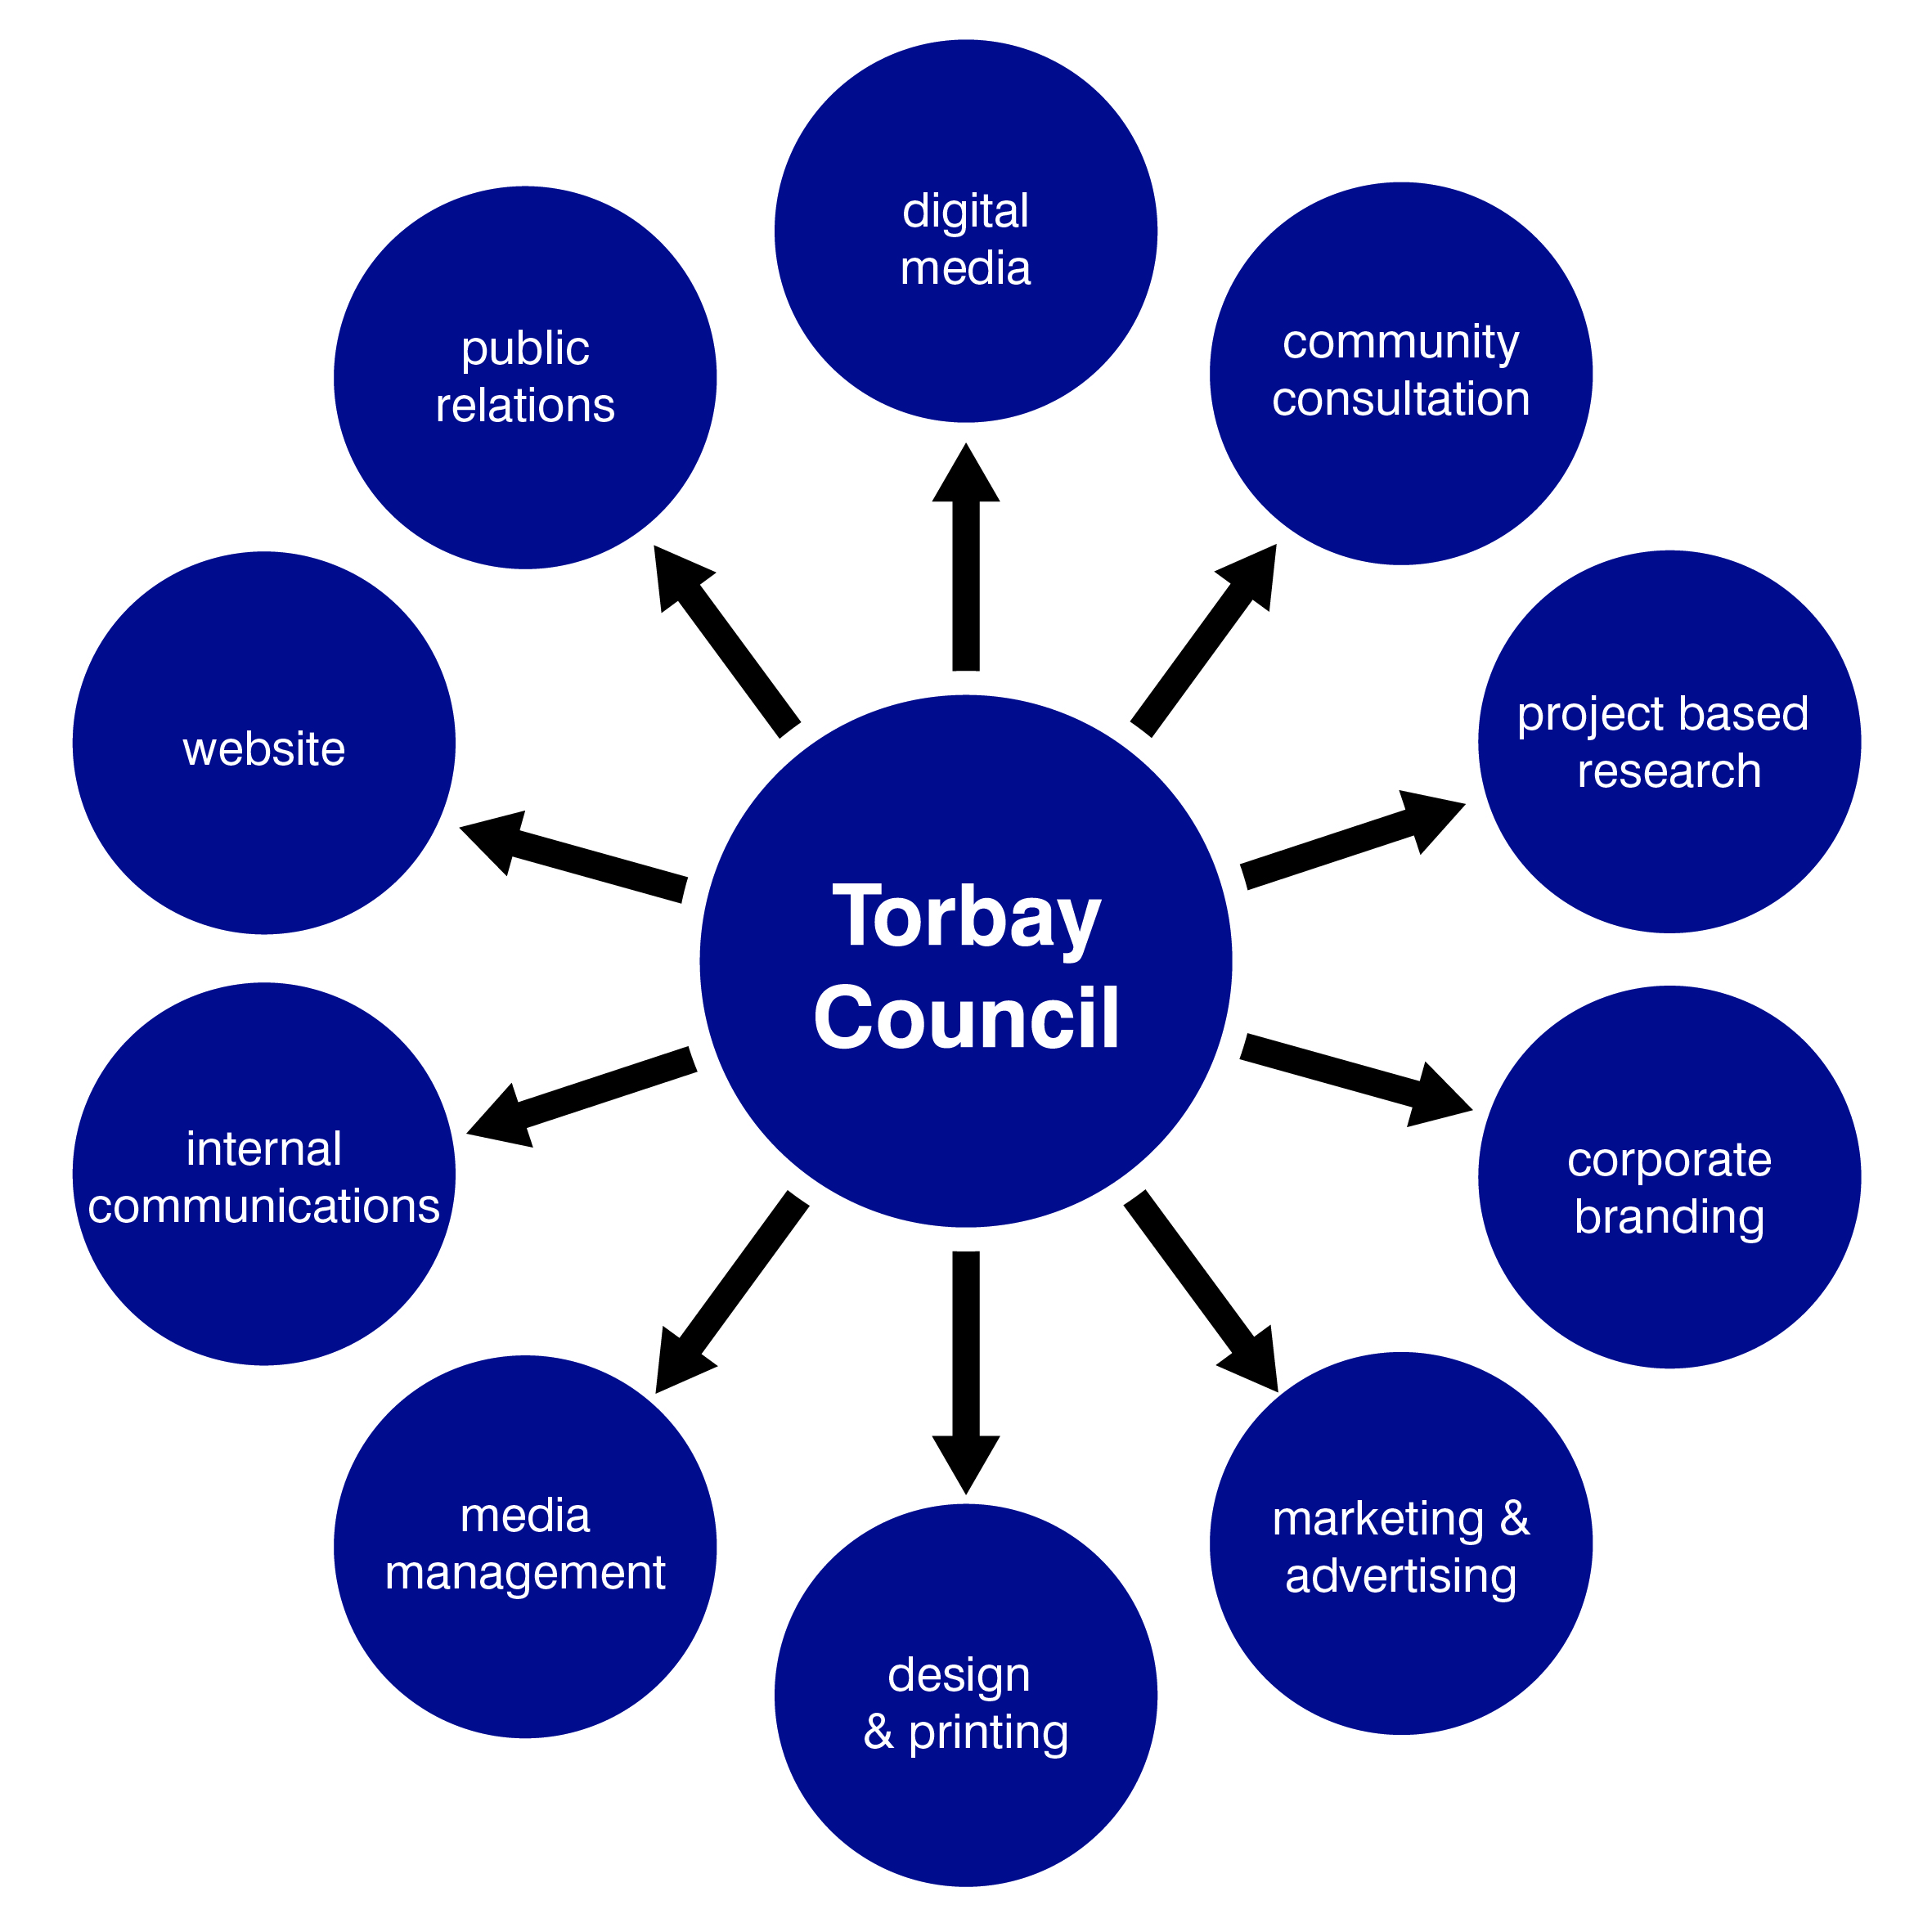 digital
media
community
consultation
project based
research
corporate
branding
marketing &
advertising
design
& printing
media
management
internal
communications
website
public
relations
Torbay
Council